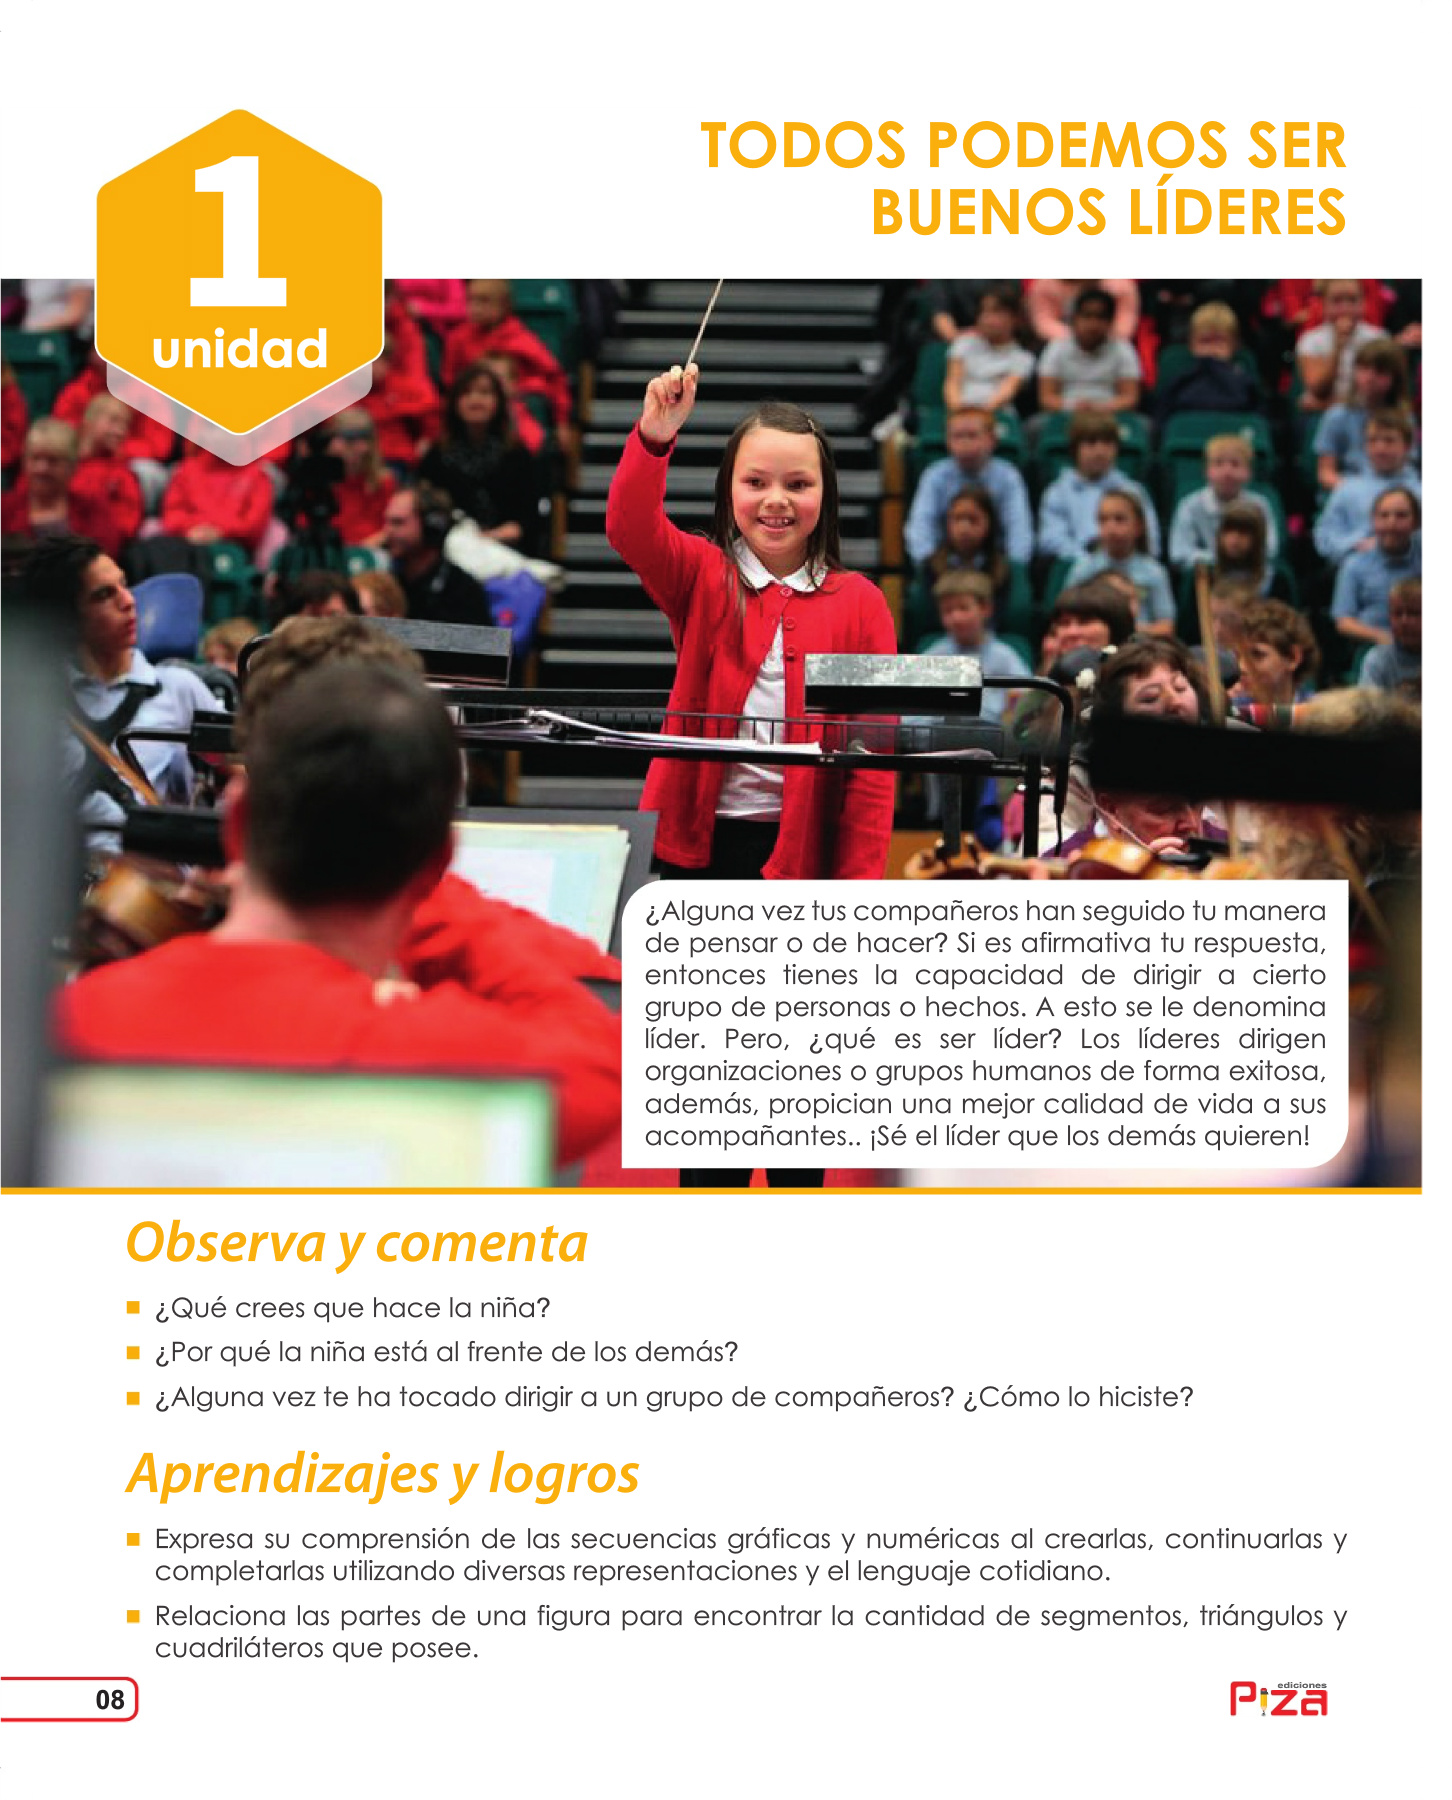 1
unidad
TODOS PODEMOS SER
BUENOS LÍDERES
¿Alguna vez tus compañeros han seguido tu manera
de pensar o de hacer? Si es afirmativa tu respuesta,
entonces tienes la capacidad de dirigir a cierto
grupo de personas o hechos. A esto se le denomina
líder. Pero, ¿qué es ser líder? Los líderes dirigen
organizaciones o grupos humanos de forma exitosa,
además, propician una mejor calidad de vida a sus
acompañantes.. ¡Sé el líder que los demás quieren!
Observa y comenta
¿Qué crees que hace la niña?
¿Por qué la niña está al frente de los demás?
¿Alguna vez te ha tocado dirigir a un grupo de compañeros? ¿Cómo lo hiciste?
Aprendizajes y logros
Expresa su comprensión de las secuencias gráficas y numéricas al crearlas, continuarlas y
completarlas utilizando diversas representaciones y el lenguaje cotidiano.
Relaciona las partes de una figura para encontrar la cantidad de segmentos, triángulos y
cuadriláteros que posee.
08
ediciones
Piza